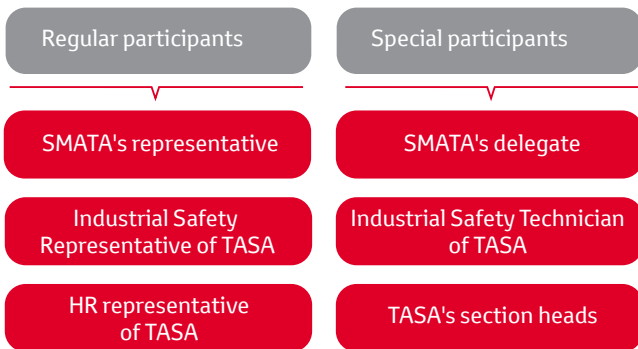 Regular participants
SMATA's representative
Industrial Safety
Representative of TASA
HR representative
of TASA
Special participants
SMATA's delegate
Industrial Safety Technician
of TASA
TASA's section heads